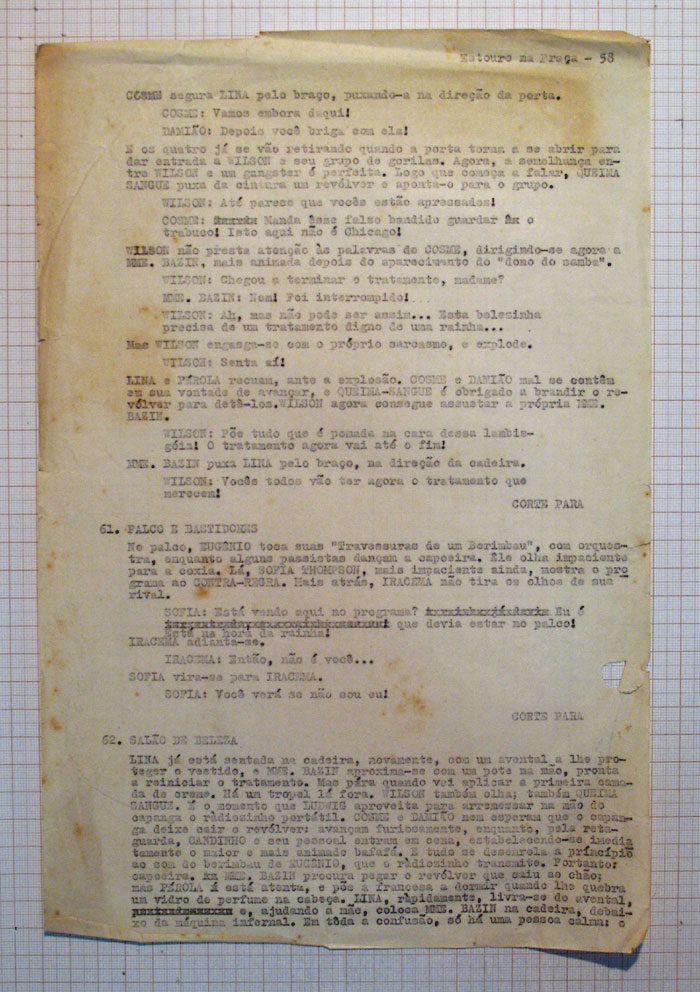 Estouro na Praça - 58
COSME segura LINA pelo braço, puxando-a na direção da porta.
COSME: Vamos embora daqui!
DAMIÃO: Depois você briga com ela!
E os quatro já se vão retirando quando a porta torna a se abrir para
dar entrada a WILSON e seu grupo de gorilas. Agora, a semelhança en-
tre WILSON e um gangster é perfeita. Logo que começa a falar, QUEIMA
SANGUE puxa da cintura um revólver e aponta-o para o grupo.
WILSON: Até parece que vocês estão apressados!
COSME: Manda êsse falso bandido guardar o
trabuco! Isto aqui não é Chicago!
WILSON não presta atenção às palavras de COSME, dirigindo-se agora a
MME. BAZIN, mais animada depois do aparecimento do "dono do samba".
WILSON: Chegou a terminar o tratamento, madame?
MME. BAZIN: Non! Foi interrompido!
WILSON: Ah, mas não pode ser assim... Esta belezinha
precisa de um tratamento digno de uma rainha...
Mas WILSON engasga-se com o próprio sarcasmo, e explode.
WILSON: Senta aí!
LINA e PÉROLA recuam, ante a explosão. COSME e DAMIÃO mal se contêm
em sua vontade de avançar, e QUEIMA-SANGUE é obrigado a brandir o re-
vólver para detê-los. WILSON agora consegue assustar a própria MME.
BAZIN.
WILSON: Põe tudo que é pomada na cara dessa lambis-
góia! O tratamento agora vai até o fim!
MME. BAZIN puxa LINA pelo braço, na direção da cadeira.
WILSON: Vocês todos vão ter agora o tratamento que
merecem!
CORTE PARA
61. PALCO E BASTIDORES
No palco, EUGÊNIO toca suas "Travessuras de um Berimbau", com orques-
tra, enquanto alguns passistas dançam a capoeira. Êle olha impaciente
para a coxia. Lá, SOFIA THOMPSON, mais impaciente ainda, mostra o pro
grama ao CONTRA-REGRA. Mais atrás, IRACEMA não tira os olhos de sua
rival.
SOFIA: Está vendo aqui no programa? Eu é
que devia estar no palco!
Está na hora da rainha!
IRACEMA adianta-se.
IRACEMA: Então, não é você...
SOFIA vira-se para IRACEMA.
SOFIA: Você verá se não sou eu!
CORTE PARA
62. SALÃO DE BELEZA
LINA já está sentada na cadeira, novamente, com um avental a lhe pro-
teger o vestido, e MME. BAZIN aproxima-se com um pote na mão, pronta
a reiniciar o tratamento. Mas pára quando vai aplicar a primeira cama-
da de creme. Há um tropel lá fora. WILSON também olha; também QUEIMA
SANGUE. É o momento que LUDWIG aproveita para arremessar na mão do
capanga o radiozinho portátil. COSME e DAMIÃO nem esperam que o capan-
ga deixe cair o revólver: avançam furiosamente, enquanto, pela reta-
guarda, CANDINHO e seu pessoal entram em cena, estabelecendo-se imedia
tamente o maior e mais animado bafafá. E tudo se desenrola a princípio
ao som do berimbau de EUGÊNIO, que o radiozinho transmite. Portanto:
capoeira. MME. BAZIN procura pegar o revólver que caiu ao chão;
mas PÉROLA á está atenta, e põe a francesa a dormir quando lhe quebra
um vidro de perfume na cabeça. LINA, rápidamente, livra-se do avental,
e, ajudando a mãe, coloca MME. BAZIN na cadeira, debai-
xo da máquina infernal. Em tôda a confusão, só há uma pessoa calma: o